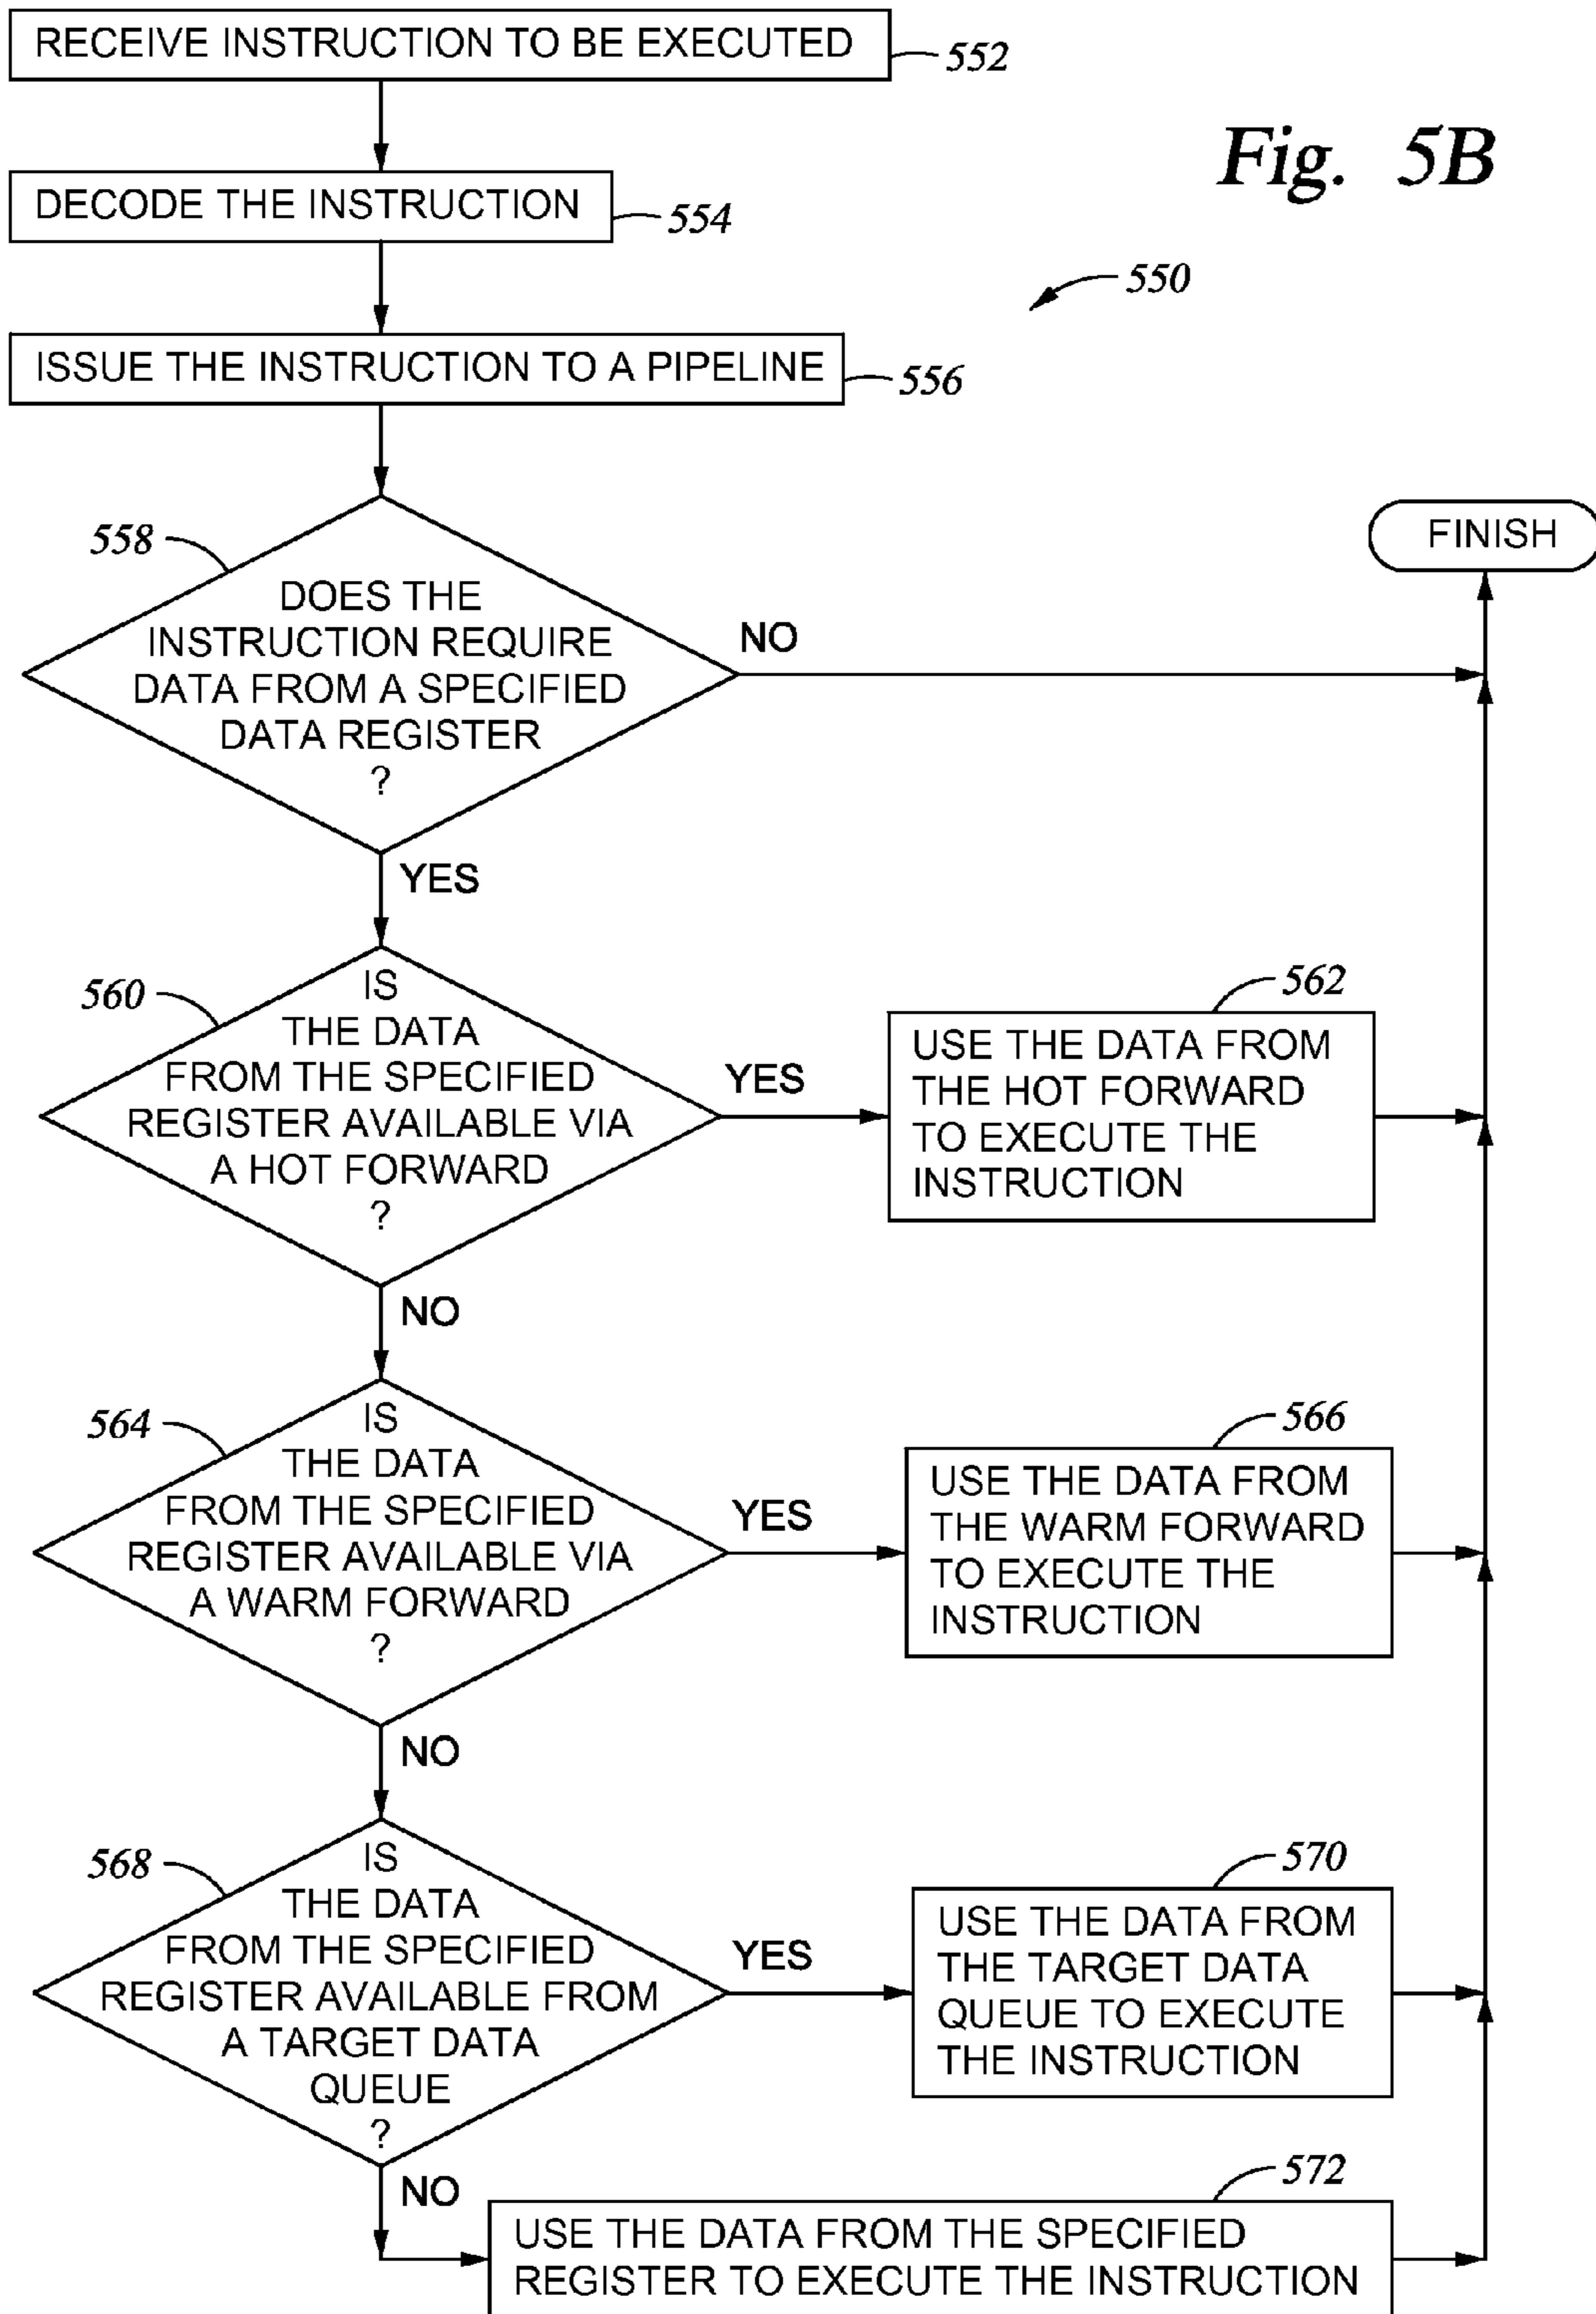 RECEIVE INSTRUCTION TO BE EXECUTED
552
Fig. 5B
DECODE THE INSTRUCTION
554
550
ISSUE THE INSTRUCTION TO A PIPELINE
556
558
DOES THE
INSTRUCTION REQUIRE
DATA FROM A SPECIFIED
DATA REGISTER
?
NO
FINISH
YES
560
IS
THE DATA
FROM THE SPECIFIED
REGISTER AVAILABLE VIA
A HOT FORWARD
?
YES
562
USE THE DATA FROM
THE HOT FORWARD
TO EXECUTE THE
INSTRUCTION
NO
564
IS
THE DATA
FROM THE SPECIFIED
REGISTER AVAILABLE VIA
A WARM FORWARD
?
YES
566
USE THE DATA FROM
THE WARM FORWARD
TO EXECUTE THE
INSTRUCTION
NO
568
IS
THE DATA
FROM THE SPECIFIED
REGISTER AVAILABLE FROM
A TARGET DATA
QUEUE
?
YES
570
USE THE DATA FROM
THE TARGET DATA
QUEUE TO EXECUTE
THE INSTRUCTION
NO
572
USE THE DATA FROM THE SPECIFIED
REGISTER TO EXECUTE THE INSTRUCTION